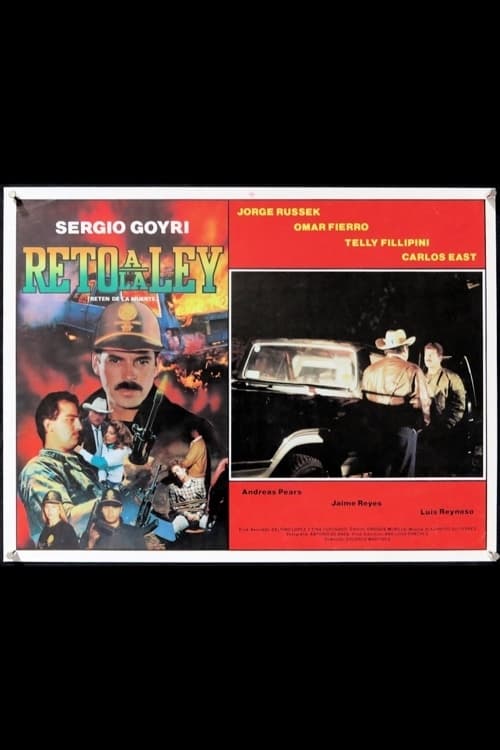 SERGIO GOYRI
RETO A LA LEY
(RETEN DE LA MUERTE)
JORGE RUSSEK
OMAR FIERRO
TELLY FILLIPINI
CARLOS EAST
Andreas Pears
Jaime Reyes
Luis Reynoso